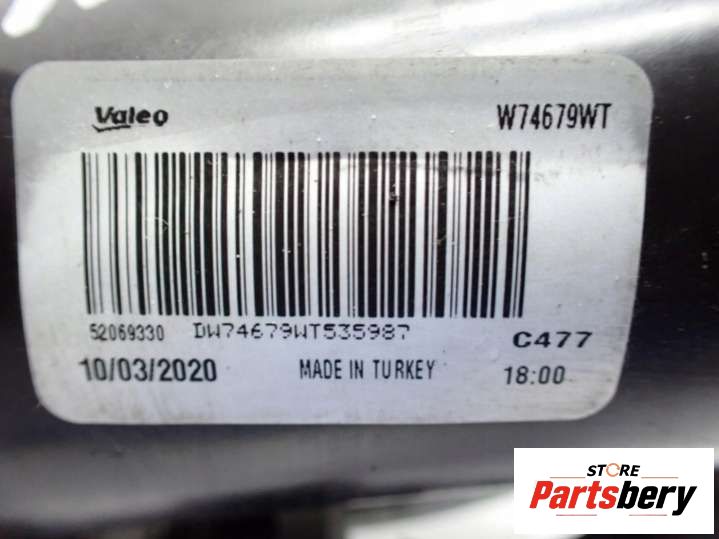 Valeo W74679WT
52069330 DW74679WT535987 C477
10/03/2020 MADE IN TURKEY 18:00
STORE
Partsbery